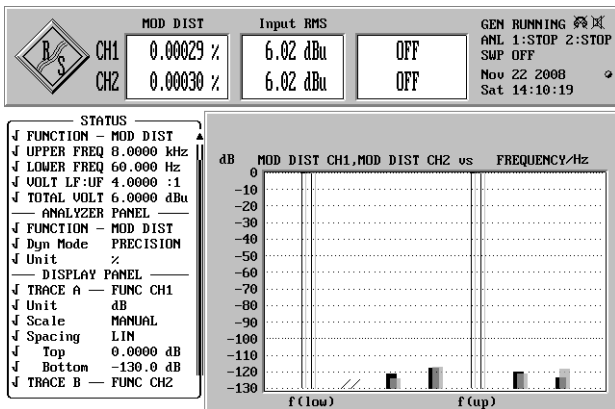 MOD DIST Input RMS
R S
CH1 0.00029 % 6.02 dBu OFF
CH2 0.00030 % 6.02 dBu OFF
GEN RUNNING
ANL 1:STOP 2:STOP
SWP OFF
Nov 22 2008
Sat 14:10:19
STATUS
√ FUNCTION – MOD DIST
√ UPPER FREQ 8.0000 kHz
√ LOWER FREQ 60.000 Hz
√ VOLT LF:UF 4.0000 :1
√ TOTAL VOLT 6.0000 dBu
ANALYZER PANEL
√ FUNCTION – MOD DIST
√ Dyn Mode PRECISION
√ Unit %
DISPLAY PANEL
√ TRACE A — FUNC CH1
√ Unit dB
√ Scale MANUAL
√ Spacing LIN
√ Top 0.0000 dB
√ Bottom -130.0 dB
√ TRACE B — FUNC CH2
dB MOD DIST CH1,MOD DIST CH2 vs FREQUENCY/Hz
0
-10
-20
-30
-40
-50
-60
-70
-80
-90
-100
-110
-120
-130
f(low) f(up)